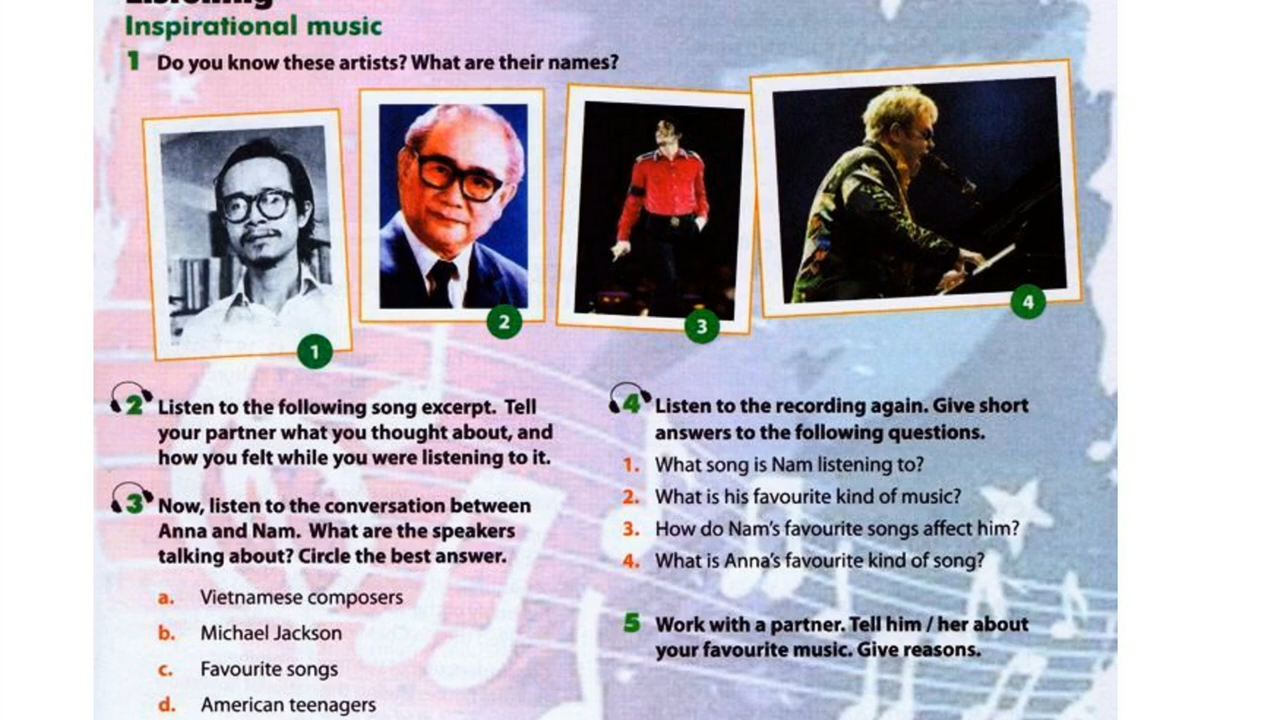 Listening
Inspirational music
1 Do you know these artists? What are their names?
1
2
3
4
2 Listen to the following song excerpt. Tell
your partner what you thought about, and
how you felt while you were listening to it.
3 Now, listen to the conversation between
Anna and Nam. What are the speakers
talking about? Circle the best answer.
a. Vietnamese composers
b. Michael Jackson
c. Favourite songs
d. American teenagers
4 Listen to the recording again. Give short
answers to the following questions.
1. What song is Nam listening to?
2. What is his favourite kind of music?
3. How do Nam's favourite songs affect him?
4. What is Anna's favourite kind of song?
5 Work with a partner. Tell him / her about
your favourite music. Give reasons.